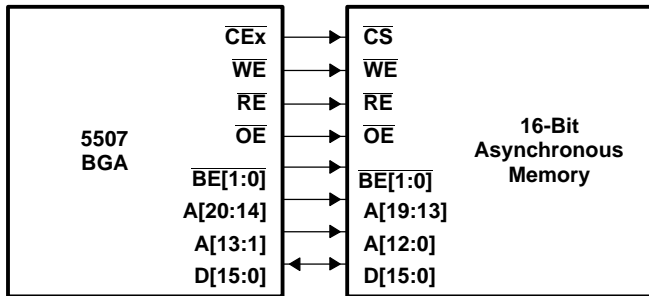 5507
BGA
CEx
WE
RE
OE
BE[1:0]
A[20:14]
A[13:1]
D[15:0]
CS
WE
RE
OE
BE[1:0]
A[19:13]
A[12:0]
D[15:0]
16-Bit
Asynchronous
Memory